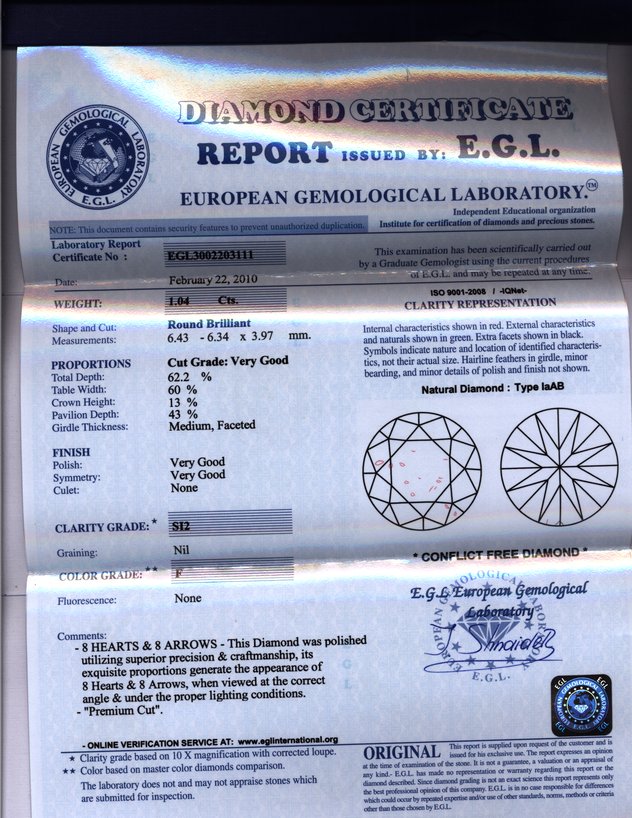 DIAMOND CERTIFICATE
REPORT ISSUED BY: E.G.L.
EUROPEAN GEMOLOGICAL LABORATORY.™
EUROPEAN GEMOLOGICAL LABORATORY
E.G.L.
Independent Educational organization
Institute for certification of diamonds and precious stones.
NOTE: This document contains security features to prevent unauthorized duplication.
Laboratory Report
Certificate No : EGL3002203111
Date: February 22, 2010
WEIGHT: 1.04 Cts.
Shape and Cut: Round Brilliant
Measurements: 6.43 - 6.34 x 3.97 mm.
PROPORTIONS Cut Grade: Very Good
Total Depth: 62.2 %
Table Width: 60 %
Crown Height: 13 %
Pavilion Depth: 43 %
Girdle Thickness: Medium, Faceted
FINISH
Polish: Very Good
Symmetry: Very Good
Culet: None
CLARITY GRADE: * SI2
Graining: Nil
COLOR GRADE: ** F
Fluorescence: None
Comments:
- 8 HEARTS & 8 ARROWS - This Diamond was polished
utilizing superior precision & craftmanship, its
exquisite proportions generate the appearance of
8 Hearts & 8 Arrows, when viewed at the correct
angle & under the proper lighting conditions.
- "Premium Cut".
- ONLINE VERIFICATION SERVICE AT: www.eglinternational.org
★ Clarity grade based on 10 X magnification with corrected loupe.
★★ Color based on master color diamonds comparison.
The laboratory does not and may not appraise stones which
are submitted for inspection.
This examination has been scientifically carried out
by a Graduate Gemologist using the current procedures
of E.G.L. and may be repeated at any time.
ISO 9001-2008 / -IQNet-
CLARITY REPRESENTATION
Internal characteristics shown in red. External characteristics
and naturals shown in green. Extra facets shown in black.
Symbols indicate nature and location of identified characteris-
tics, not their actual size. Hairline feathers in girdle, minor
bearding, and minor details of polish and finish not shown.
Natural Diamond : Type IaAB
* CONFLICT FREE DIAMOND *
E.G.L European Gemological
Laboratory
EUROPEAN GEMOLOGICAL LABORATORY
E.G.L.
EGL EGL
EGL EGL
ORIGINAL This report is supplied upon request of the customer and is
issued for his exclusive use. The report expresses an opinion
at the time of examination of the stone. It is not a guarantee, a valuation or an appraisal of
any kind.- E.G.L. has made no representation or warranty regarding this report or the
diamond described. Since diamond grading is not an exact science this report represents only
the best professional opinion of this company. E.G.L. is in no case responsible for differences
which could occur by repeated expertise and/or use of other standards, norms, methods or criteria
other than those chosen by E.G.L.